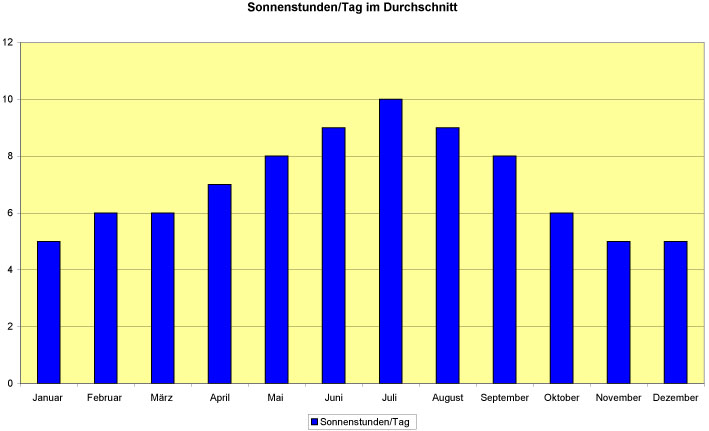 Sonnenstunden/Tag im Durchschnitt
12
10
8
6
4
2
0
Januar Februar März April Mai Juni Juli August September Oktober November Dezember
Sonnenstunden/Tag